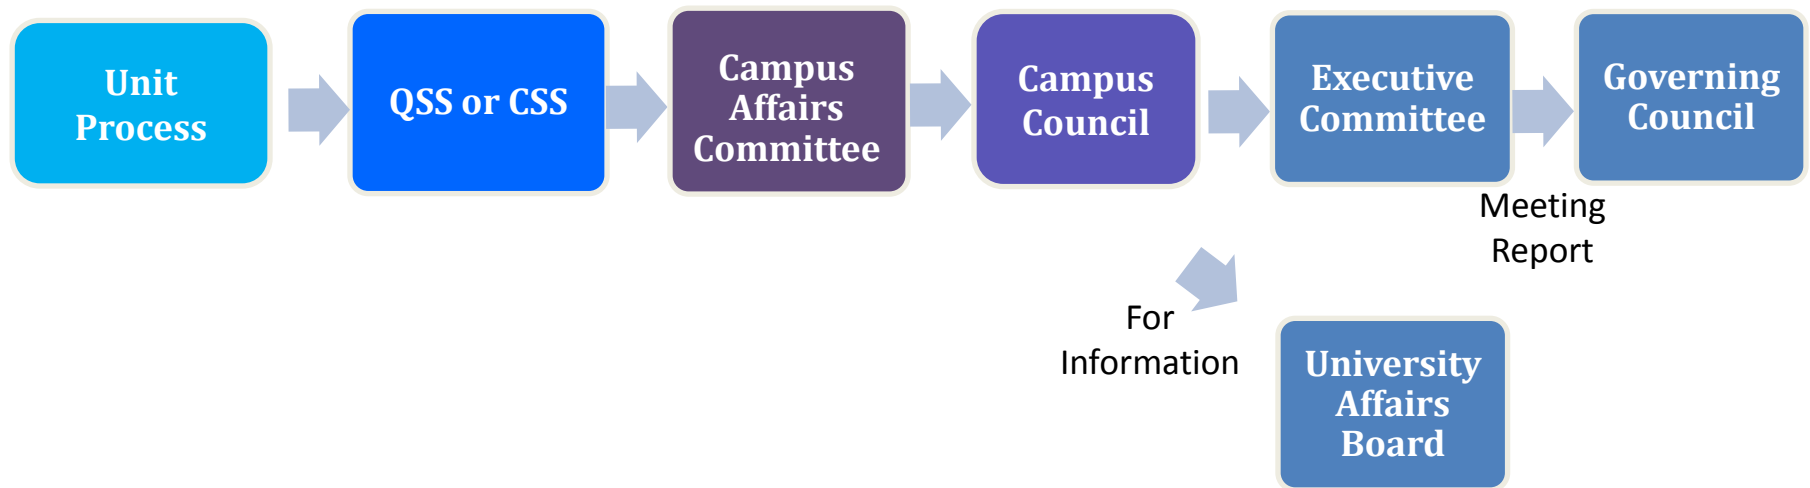 Unit
Process
QSS or CSS
Campus
Affairs
Committee
Campus
Council
Executive
Committee
Governing
Council
Meeting
Report
For
Information
University
Affairs
Board